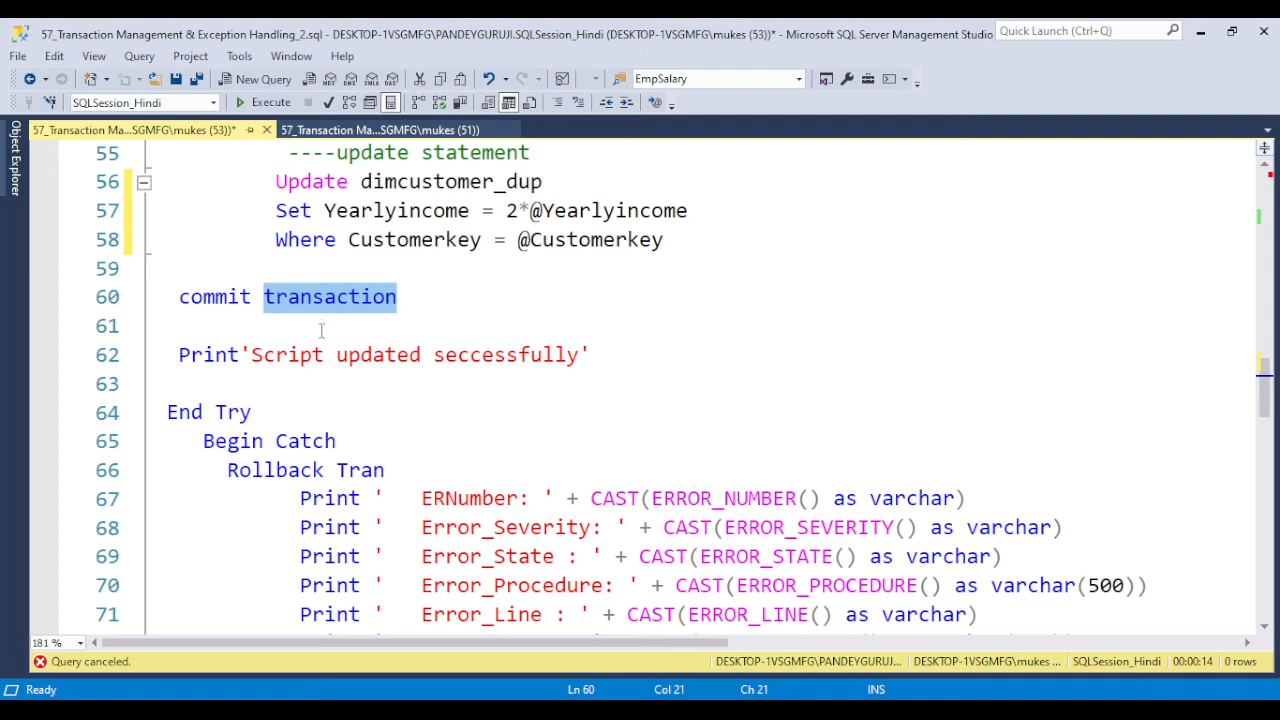 57_Transaction Management & Exception Handling_2.sql - DESKTOP-1VSGMFG\PANDEYGURUJI.SQLSession_Hindi (DESKTOP-1VSGMFG\mukes (53))* - Microsoft SQL Server Management Studio
Quick Launch (Ctrl+Q)
File Edit View Query Project Tools Window Help
New Query EmpSalary
SQLSession_Hindi Execute
57_Transaction Ma...SGMFG\mukes (53))* 57_Transaction Ma...SGMFG\mukes (51))
Object Explorer
55 ----update statement
56 Update dimcustomer_dup
57 Set Yearlyincome = 2*@Yearlyincome
58 Where Customerkey = @Customerkey
59
60 commit transaction
61
62 Print'Script updated seccessfully'
63
64 End Try
65 Begin Catch
66 Rollback Tran
67 Print ' ERNumber: ' + CAST(ERROR_NUMBER() as varchar)
68 Print ' Error_Severity: ' + CAST(ERROR_SEVERITY() as varchar)
69 Print ' Error_State : ' + CAST(ERROR_STATE() as varchar)
70 Print ' Error_Procedure: ' + CAST(ERROR_PROCEDURE() as varchar(500))
71 Print ' Error_Line : ' + CAST(ERROR_LINE() as varchar)
181 %
Query canceled. DESKTOP-1VSGMFG\PANDEYGURUJ... DESKTOP-1VSGMFG\mukes ... SQLSession_Hindi 00:00:14 0 rows
Ready Ln 60 Col 21 Ch 21 INS